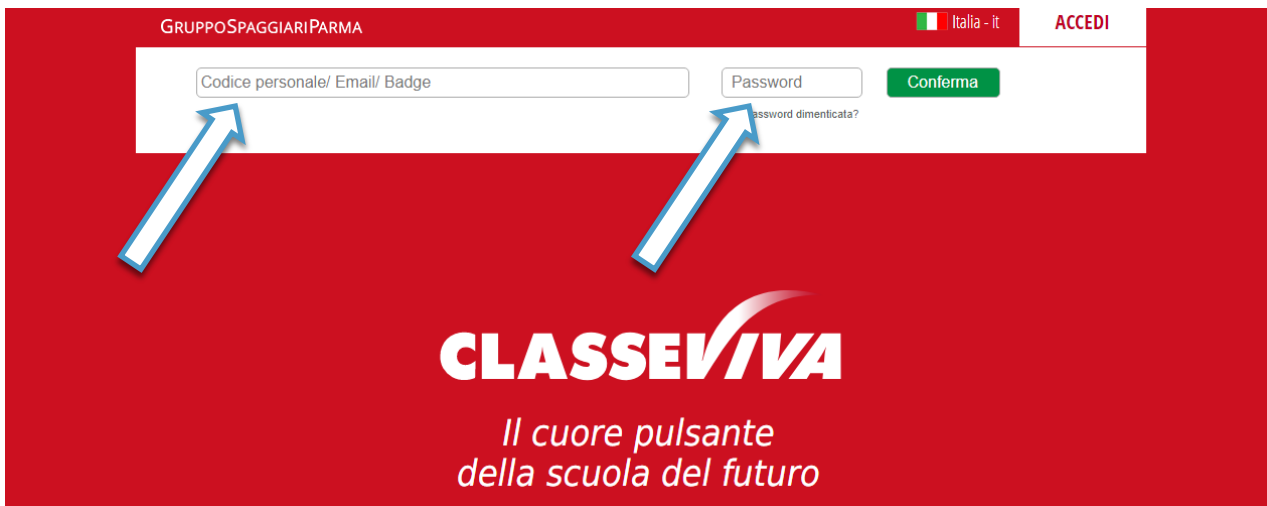 GRUPPOSPAGGIARIPARMA
Italia - it
ACCEDI
Codice personale/ Email/ Badge
Password
Conferma
assword dimenticata?
CLASSEVIVA
Il cuore pulsante
della scuola del futuro